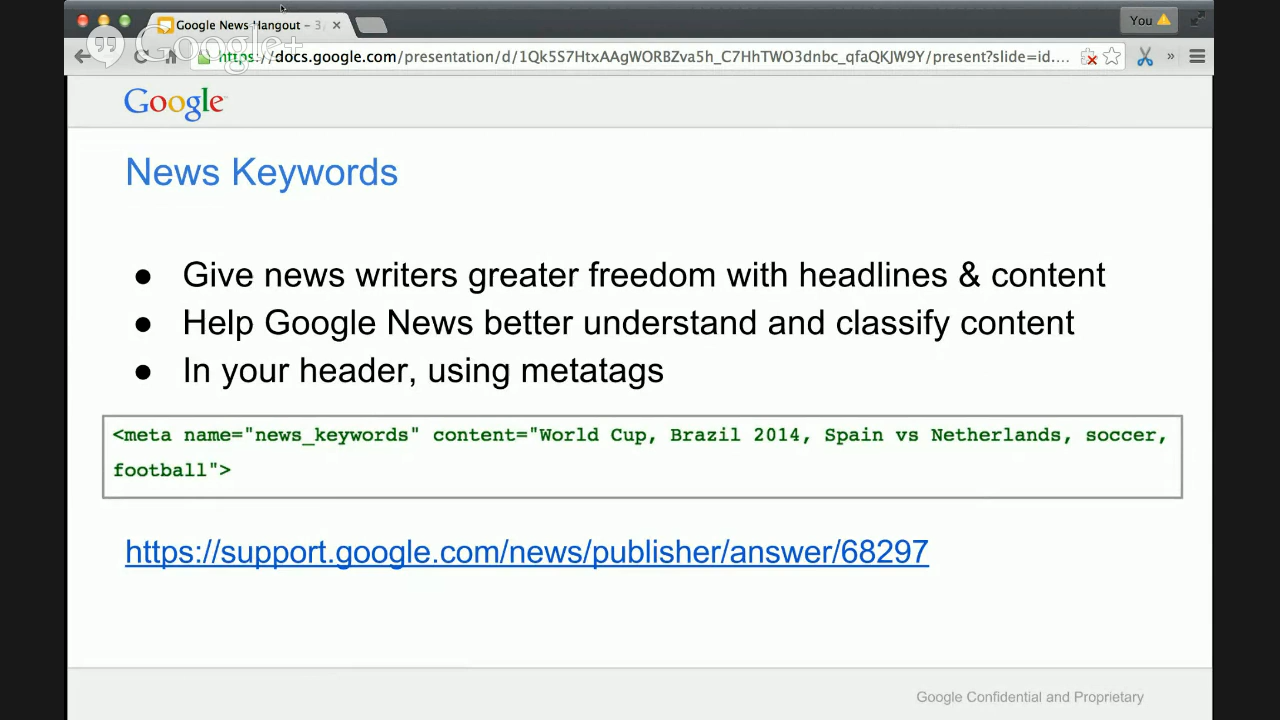 Google News Hangout – 3
You
Google+
https://docs.google.com/presentation/d/1Qk5S7HtxAAgWORBZva5h_C7HhTWO3dnbc_qfaQKJW9Y/present?slide=id....
Google
News Keywords
● Give news writers greater freedom with headlines & content
● Help Google News better understand and classify content
● In your header, using metatags
<meta name="news_keywords" content="World Cup, Brazil 2014, Spain vs Netherlands, soccer,
football">
https://support.google.com/news/publisher/answer/68297
Google Confidential and Proprietary